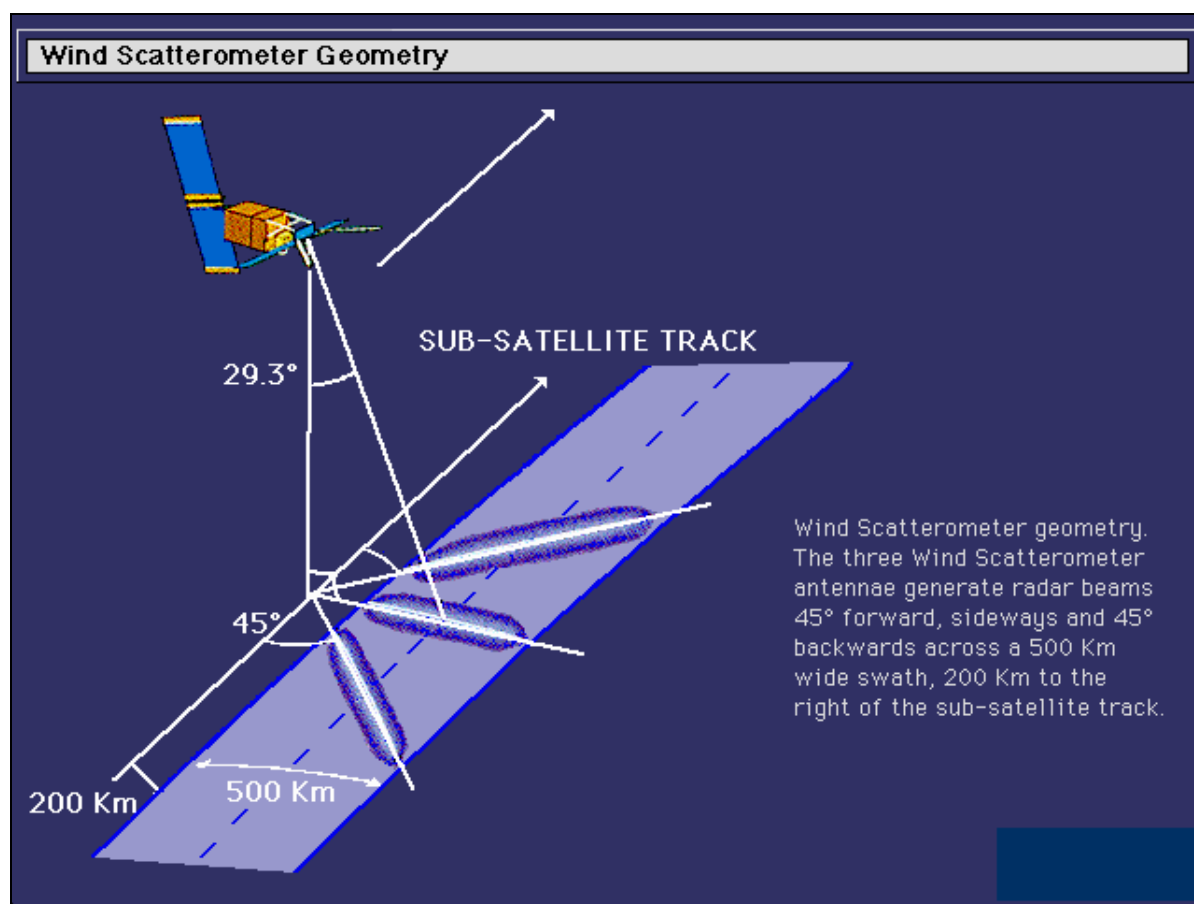 Wind Scatterometer Geometry
SUB-SATELLITE TRACK
29.3°
45°
Wind Scatterometer geometry.
The three Wind Scatterometer
antennae generate radar beams
45° forward, sideways and 45°
backwards across a 500 Km
wide swath, 200 Km to the
right of the sub-satellite track.
200 Km
500 Km